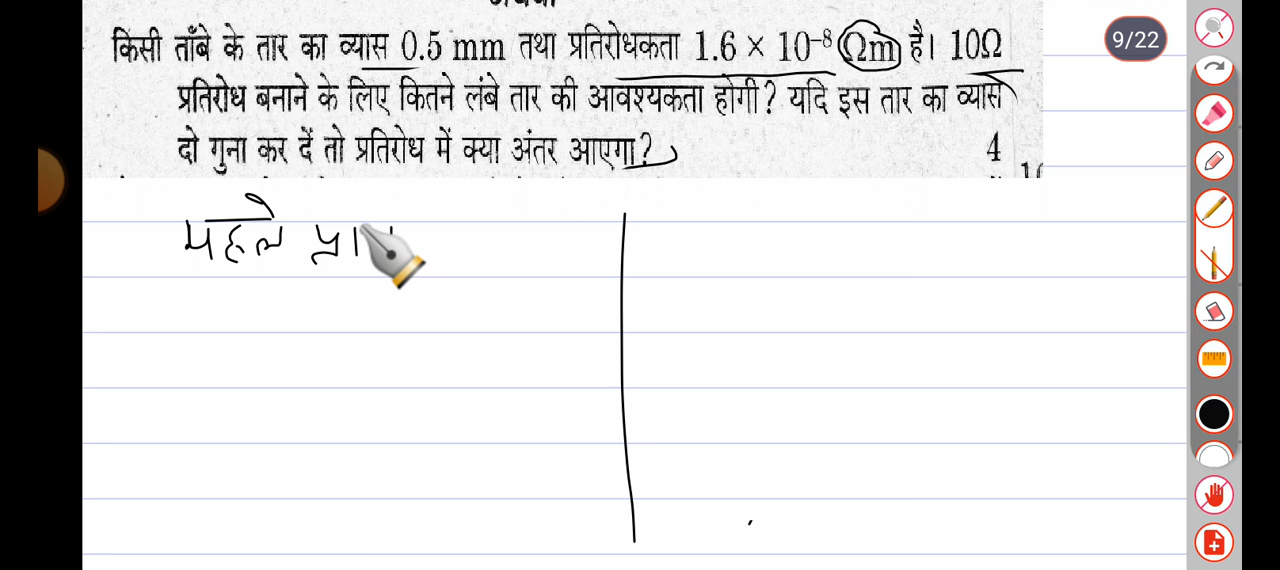 9/22
किसी ताँबे के तार का व्यास 0.5 mm तथा प्रतिरोधकता 1.6 × 10⁻⁸ Ωm है। 10Ω
प्रतिरोध बनाने के लिए कितने लंबे तार की आवश्यकता होगी? यदि इस तार का व्यास
दो गुना कर दें तो प्रतिरोध में क्या अंतर आएगा? 4
पहले